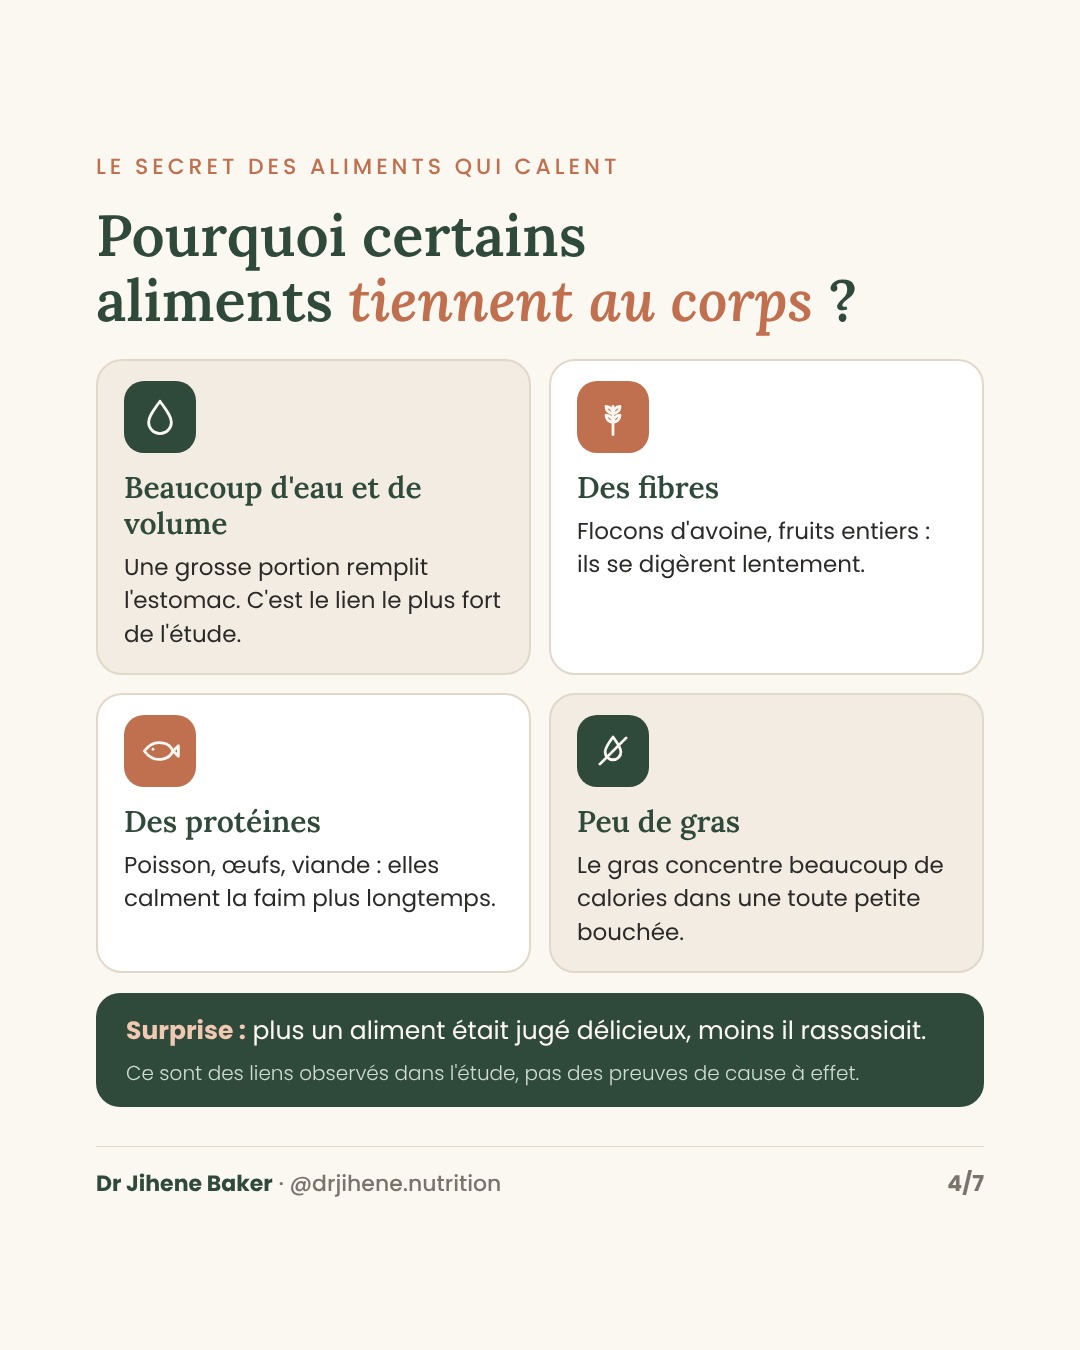 LE SECRET DES ALIMENTS QUI CALENT
Pourquoi certains
aliments tiennent au corps ?
Beaucoup d'eau et de
volume
Une grosse portion remplit
l'estomac. C'est le lien le plus fort
de l'étude.
Des fibres
Flocons d'avoine, fruits entiers :
ils se digèrent lentement.
Des protéines
Poisson, œufs, viande : elles
calment la faim plus longtemps.
Peu de gras
Le gras concentre beaucoup de
calories dans une toute petite
bouchée.
Surprise : plus un aliment était jugé délicieux, moins il rassasiait.
Ce sont des liens observés dans l'étude, pas des preuves de cause à effet.
Dr Jihene Baker · @drjihene.nutrition
4/7